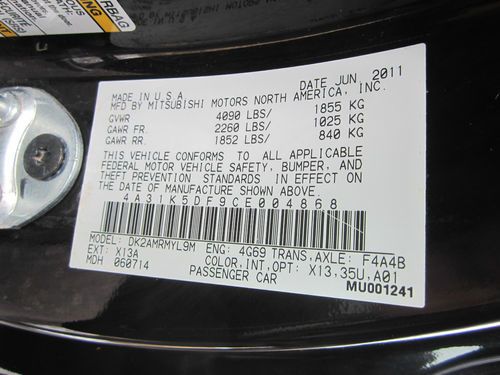 AIRBAG
MADE IN U.S.A. DATE JUN, 2011
MFD BY MITSUBISHI MOTORS NORTH AMERICA, INC.
GVWR 4090 LBS/ 1855 KG
GAWR FR. 2260 LBS/ 1025 KG
GAWR RR. 1852 LBS/ 840 KG
THIS VEHICLE CONFORMS TO ALL APPLICABLE
FEDERAL MOTOR VEHICLE SAFETY, BUMPER, AND
THEFT PREVENTION STANDARDS IN EFFECT ON
THE DATE OF MANUFACTURE SHOWN ABOVE.
4A31K5DF9CE004868
MODEL: DK2AMRMYL9M ENG: 4G69 TRANS,AXLE: F4A4B
EXT: X13A COLOR,INT,OPT: X13,35U,A01
MDH 060714 PASSENGER CAR
MU001241